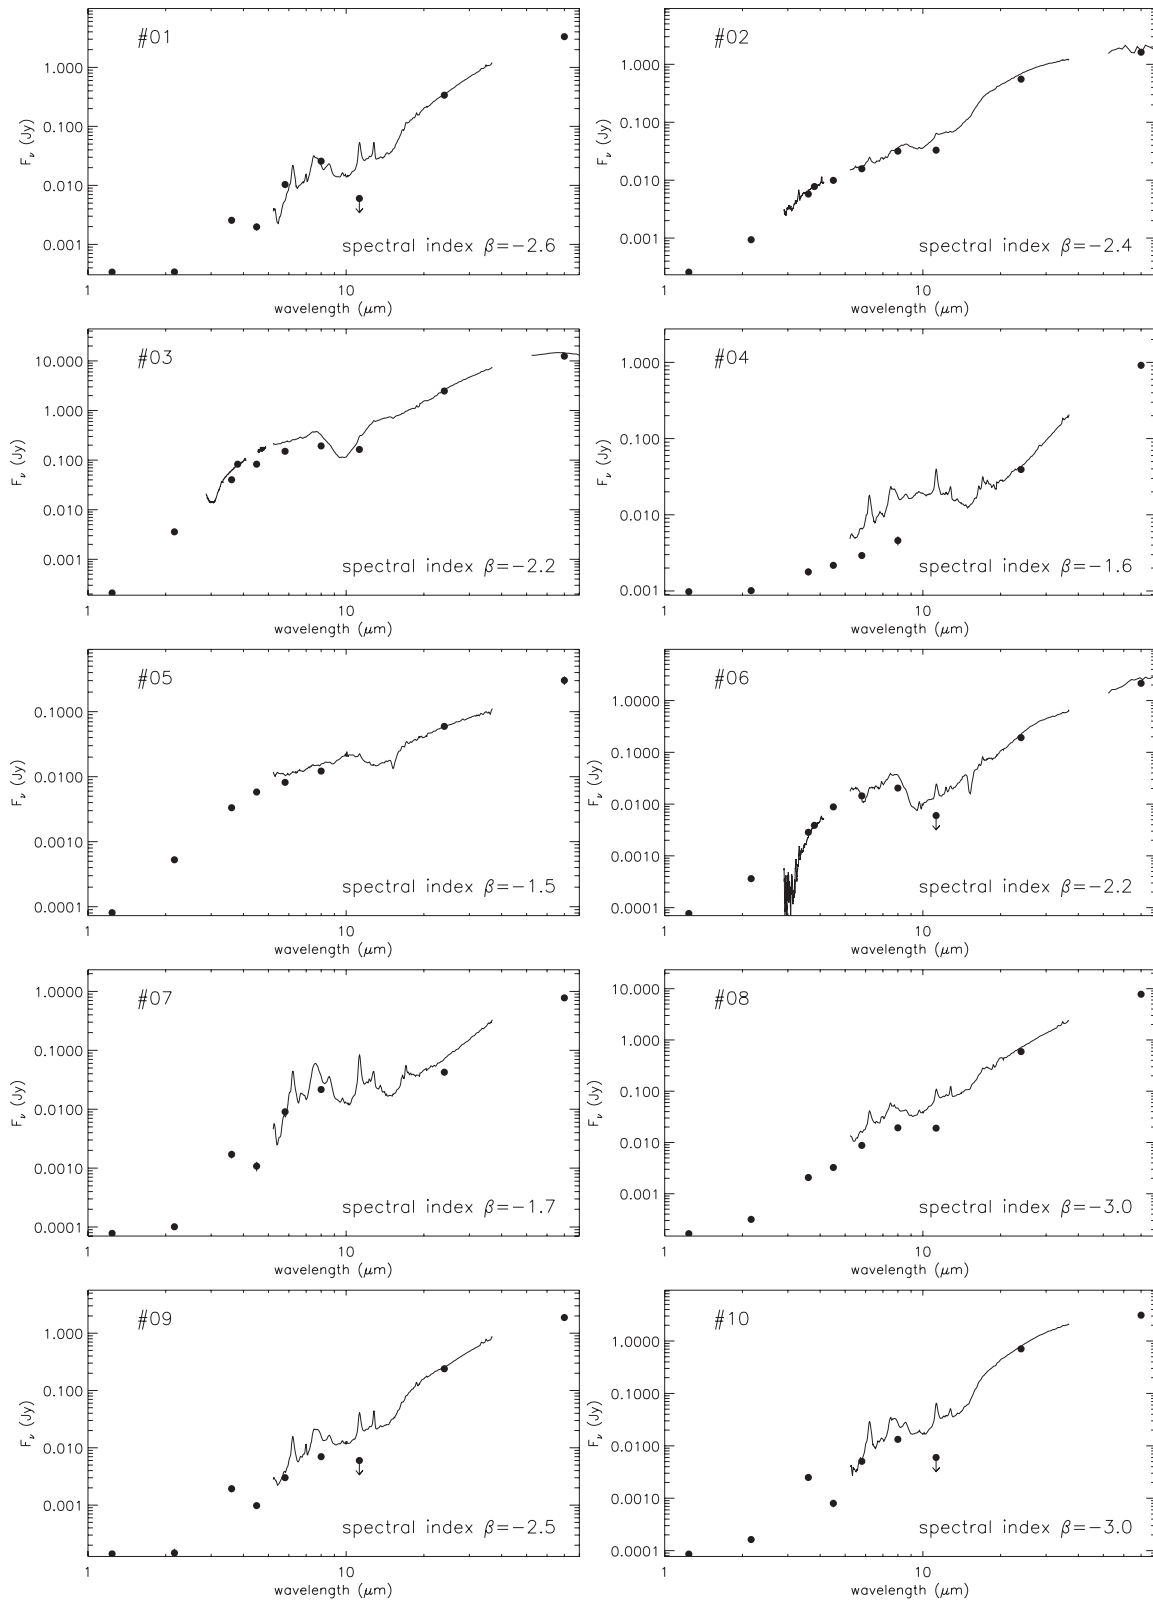 #01
1.000
0.100
0.010
0.001
F_ν (Jy)
spectral index β=−2.6
1
10
wavelength (μm)
#02
1.000
0.100
0.010
0.001
F_ν (Jy)
spectral index β=−2.4
1
10
wavelength (μm)
#03
10.000
1.000
0.100
0.010
0.001
F_ν (Jy)
spectral index β=−2.2
1
10
wavelength (μm)
#04
1.000
0.100
0.010
0.001
F_ν (Jy)
spectral index β=−1.6
1
10
wavelength (μm)
#05
0.1000
0.0100
0.0010
0.0001
F_ν (Jy)
spectral index β=−1.5
1
10
wavelength (μm)
#06
1.0000
0.1000
0.0100
0.0010
0.0001
F_ν (Jy)
spectral index β=−2.2
1
10
wavelength (μm)
#07
1.0000
0.1000
0.0100
0.0010
0.0001
F_ν (Jy)
spectral index β=−1.7
1
10
wavelength (μm)
#08
10.000
1.000
0.100
0.010
0.001
F_ν (Jy)
spectral index β=−3.0
1
10
wavelength (μm)
#09
1.000
0.100
0.010
0.001
F_ν (Jy)
spectral index β=−2.5
1
10
wavelength (μm)
#10
1.0000
0.1000
0.0100
0.0010
0.0001
F_ν (Jy)
spectral index β=−3.0
1
10
wavelength (μm)